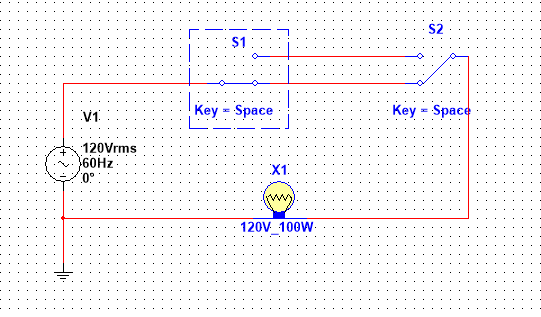 S1
S2
Key = Space
Key = Space
V1
120Vrms
60Hz
0°
X1
120V_100W